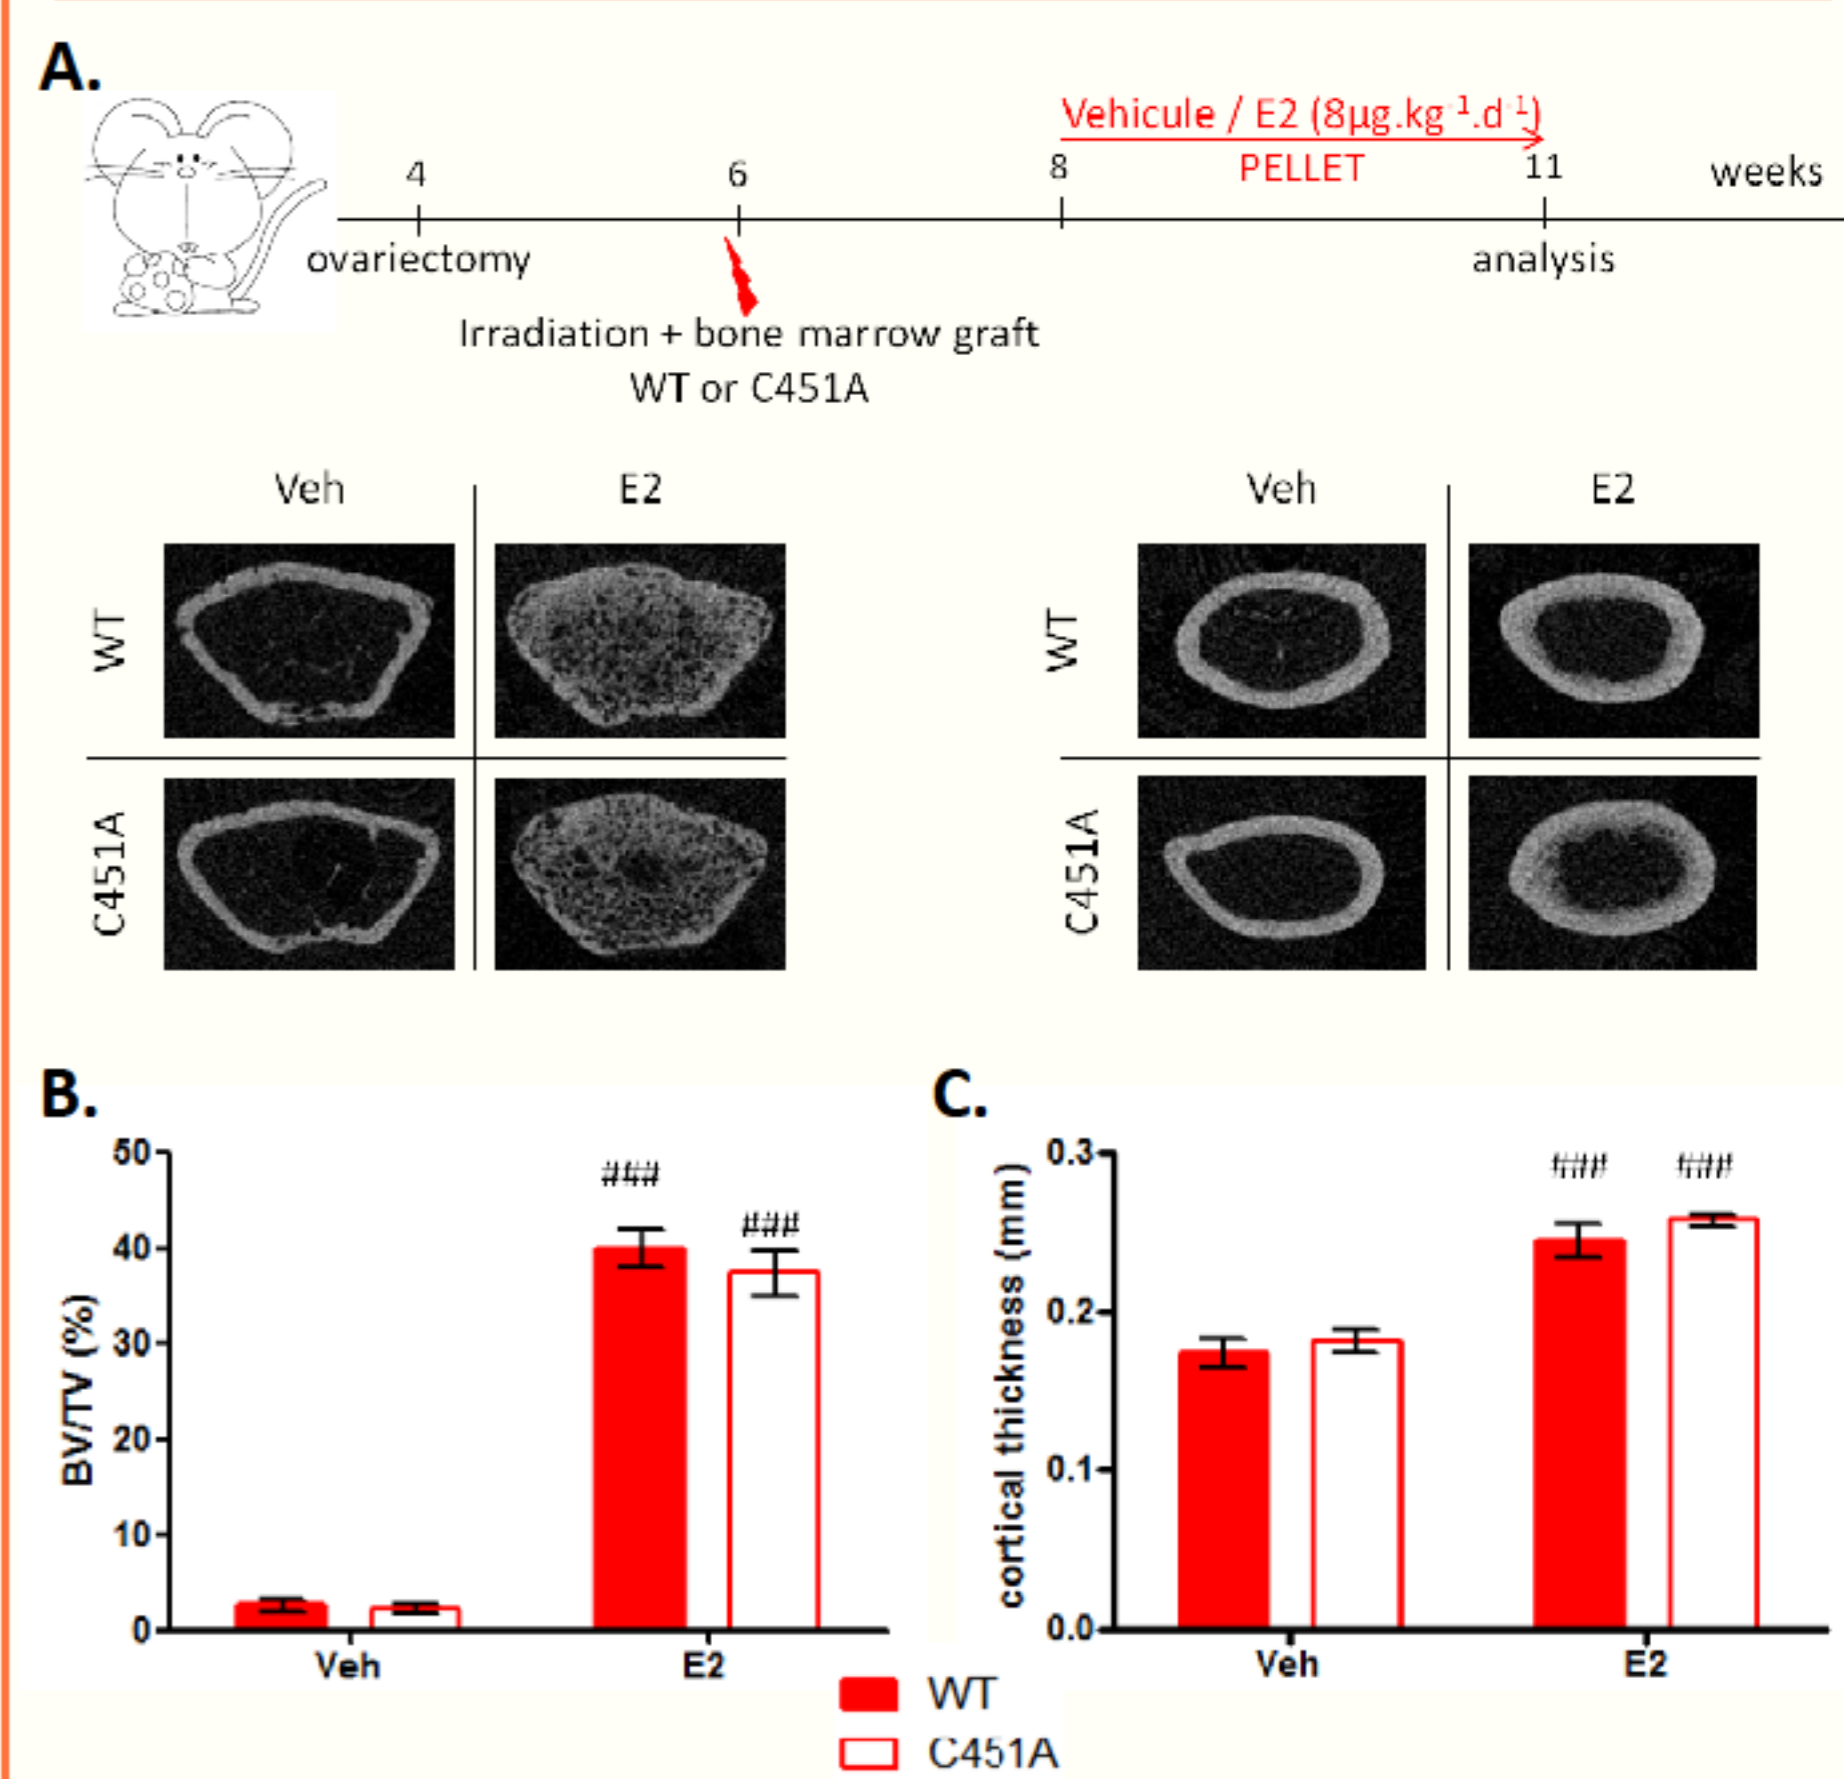 A.
Vehicule / E2 (8µg.kg⁻¹.d⁻¹)
4 6 8 PELLET 11 weeks
ovariectomy analysis
Irradiation + bone marrow graft
WT or C451A
Veh E2 Veh E2
WT WT
C451A C451A
B. C.
BV/TV (%)
50
40
30
20
10
0
### ###
Veh E2
cortical thickness (mm)
0.3
0.2
0.1
0.0
### ###
Veh E2
WT
C451A